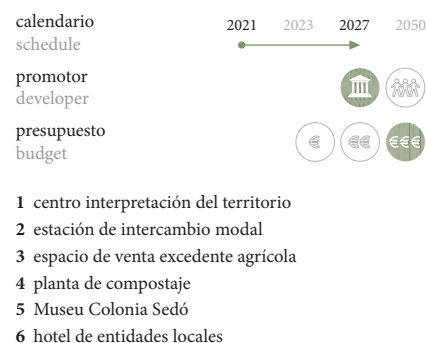 calendario
schedule
2021 2023 2027 2050
promotor
developer
presupuesto
budget
€ €€ €€€
1 centro interpretación del territorio
2 estación de intercambio modal
3 espacio de venta excedente agrícola
4 planta de compostaje
5 Museu Colonia Sedó
6 hotel de entidades locales